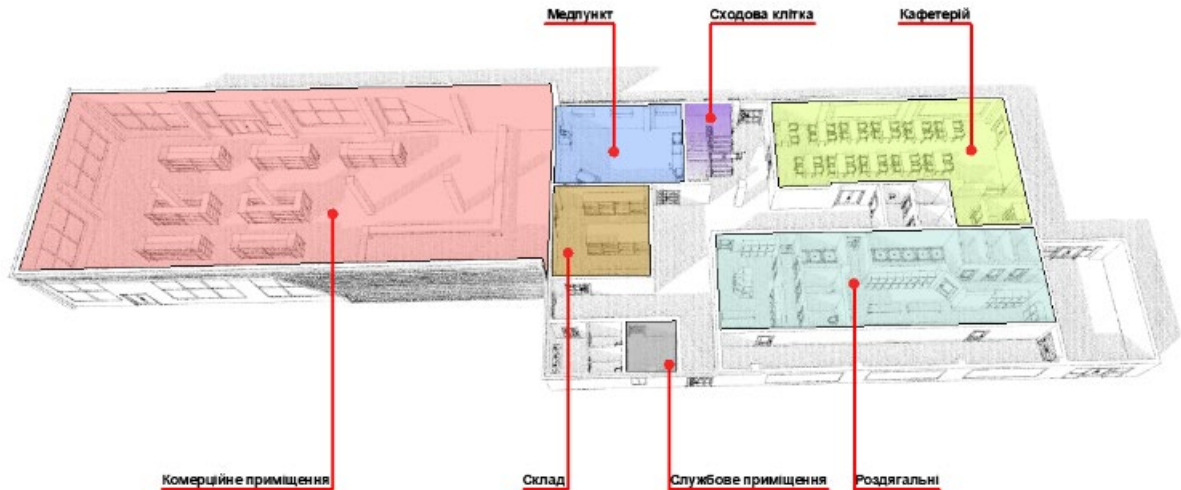 Медпункт
Сходова клітка
Кафетерій
Комерційне приміщення
Склад
Службове приміщення
Роздягальні